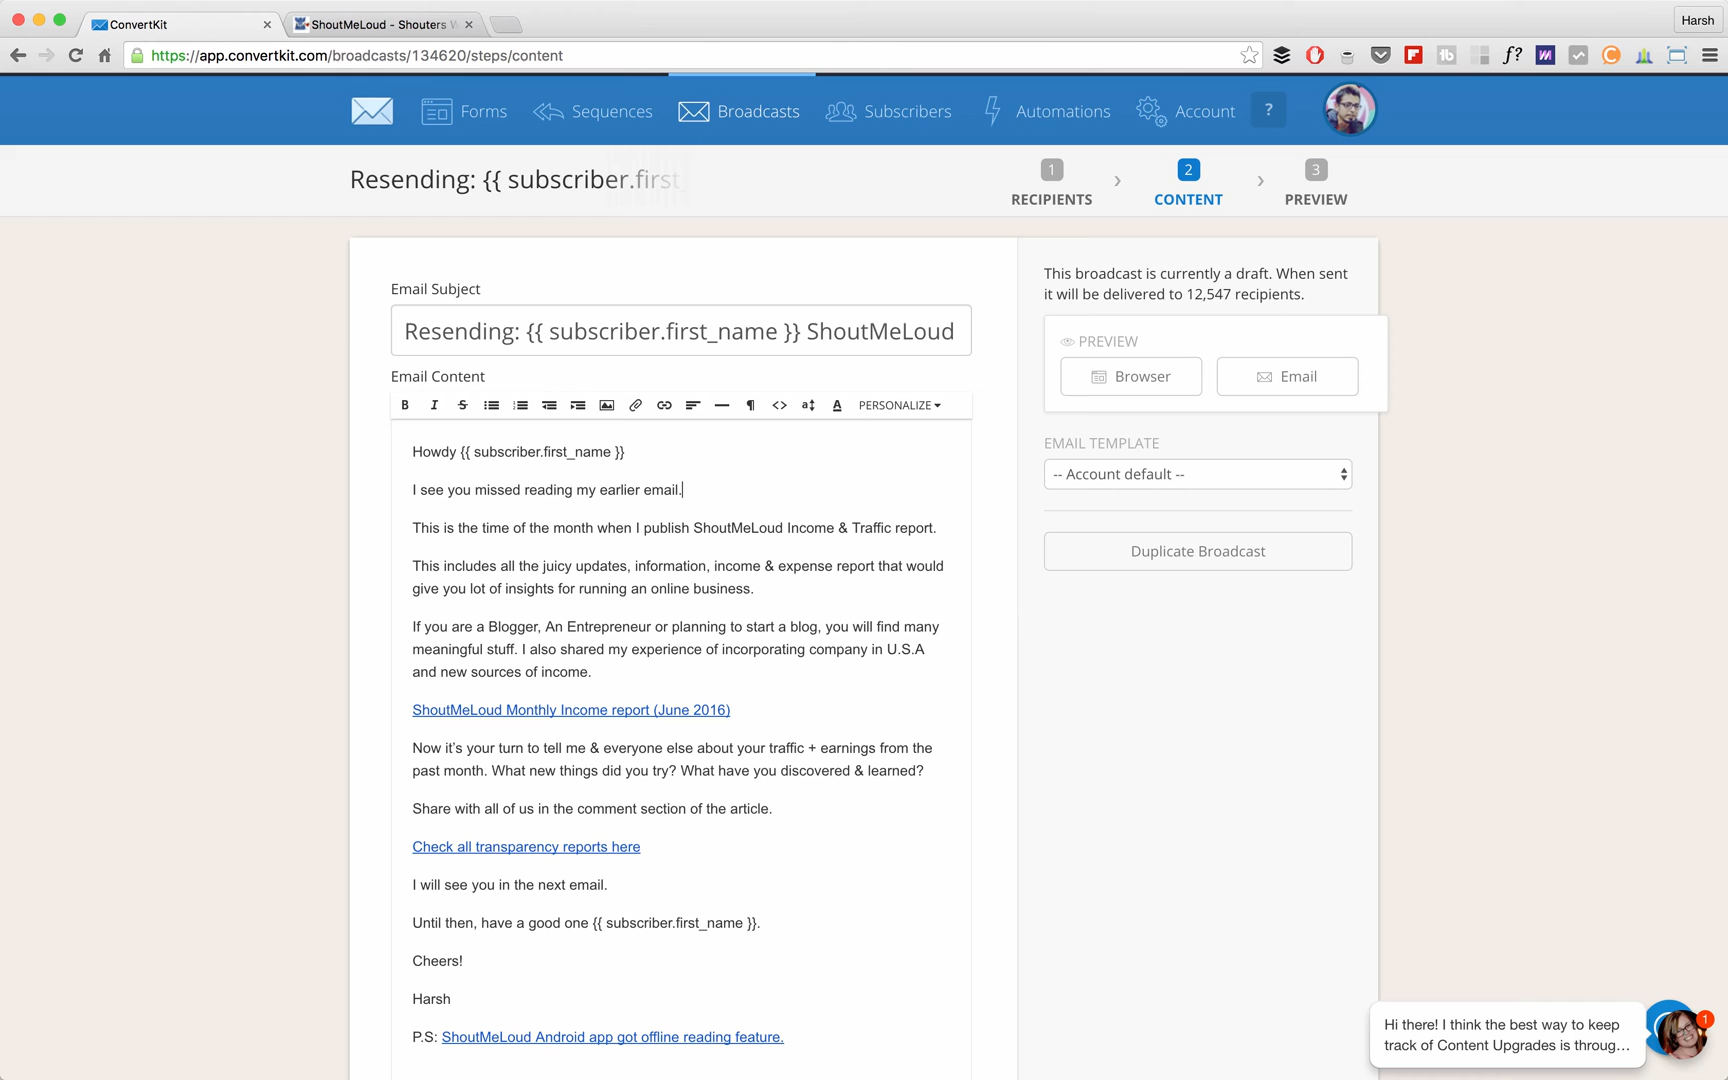 ConvertKit
ShoutMeLoud - Shouters W
Harsh
https://app.convertkit.com/broadcasts/134620/steps/content
Forms
Sequences
Broadcasts
Subscribers
Automations
Account
?
Resending: {{ subscriber.first
1
RECIPIENTS
2
CONTENT
3
PREVIEW
Email Subject
Resending: {{ subscriber.first_name }} ShoutMeLoud
Email Content
B I S PERSONALIZE
Howdy {{ subscriber.first_name }}
I see you missed reading my earlier email.
This is the time of the month when I publish ShoutMeLoud Income & Traffic report.
This includes all the juicy updates, information, income & expense report that would
give you lot of insights for running an online business.
If you are a Blogger, An Entrepreneur or planning to start a blog, you will find many
meaningful stuff. I also shared my experience of incorporating company in U.S.A
and new sources of income.
ShoutMeLoud Monthly Income report (June 2016)
Now it's your turn to tell me & everyone else about your traffic + earnings from the
past month. What new things did you try? What have you discovered & learned?
Share with all of us in the comment section of the article.
Check all transparency reports here
I will see you in the next email.
Until then, have a good one {{ subscriber.first_name }}.
Cheers!
Harsh
P.S: ShoutMeLoud Android app got offline reading feature.
This broadcast is currently a draft. When sent
it will be delivered to 12,547 recipients.
PREVIEW
Browser
Email
EMAIL TEMPLATE
-- Account default --
Duplicate Broadcast
Hi there! I think the best way to keep
track of Content Upgrades is throug...
1